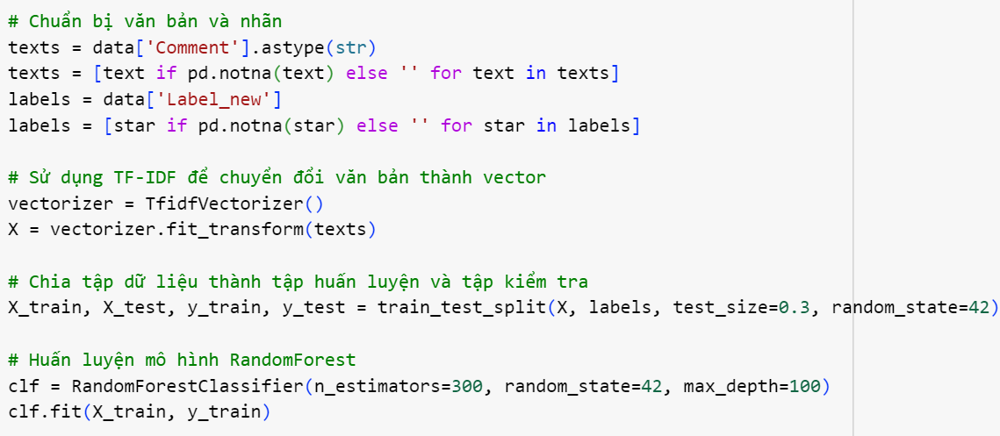 # Chuẩn bị văn bản và nhãn
texts = data['Comment'].astype(str)
texts = [text if pd.notna(text) else '' for text in texts]
labels = data['Label_new']
labels = [star if pd.notna(star) else '' for star in labels]
# Sử dụng TF-IDF để chuyển đổi văn bản thành vector
vectorizer = TfidfVectorizer()
X = vectorizer.fit_transform(texts)
# Chia tập dữ liệu thành tập huấn luyện và tập kiểm tra
X_train, X_test, y_train, y_test = train_test_split(X, labels, test_size=0.3, random_state=42)
# Huấn luyện mô hình RandomForest
clf = RandomForestClassifier(n_estimators=300, random_state=42, max_depth=100)
clf.fit(X_train, y_train)